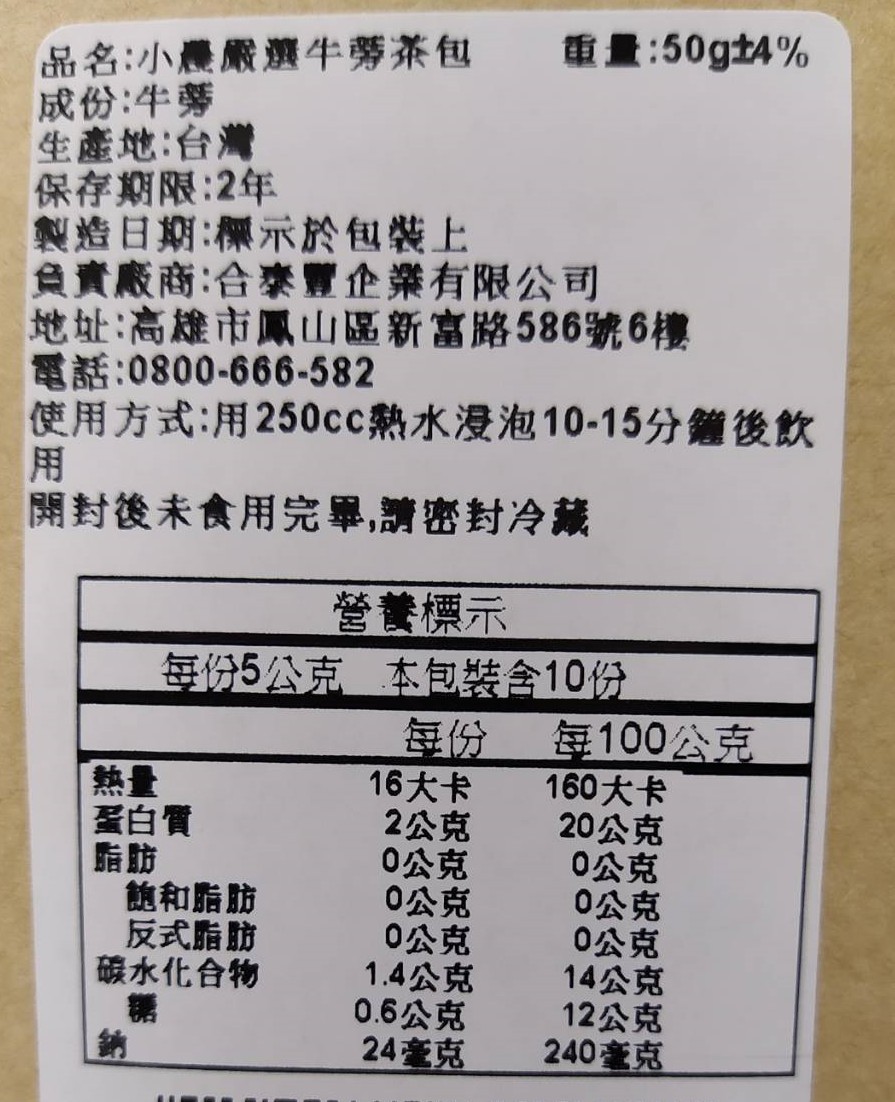 品名:小農嚴選牛蒡茶包 重量:50g±4%
成份:牛蒡
生產地:台灣
保存期限:2年
製造日期:標示於包裝上
負責廠商:合泰豐企業有限公司
地址:高雄市鳳山區新富路586號6樓
電話:0800-666-582
使用方式:用250cc熱水浸泡10-15分鐘後飲
用
開封後未食用完畢,請密封冷藏
營養標示
每份5公克 本包裝含10份
每份 每100公克
熱量 16大卡 160大卡
蛋白質 2公克 20公克
脂肪 0公克 0公克
飽和脂肪 0公克 0公克
反式脂肪 0公克 0公克
碳水化合物 1.4公克 14公克
糖 0.6公克 12公克
鈉 24毫克 240毫克